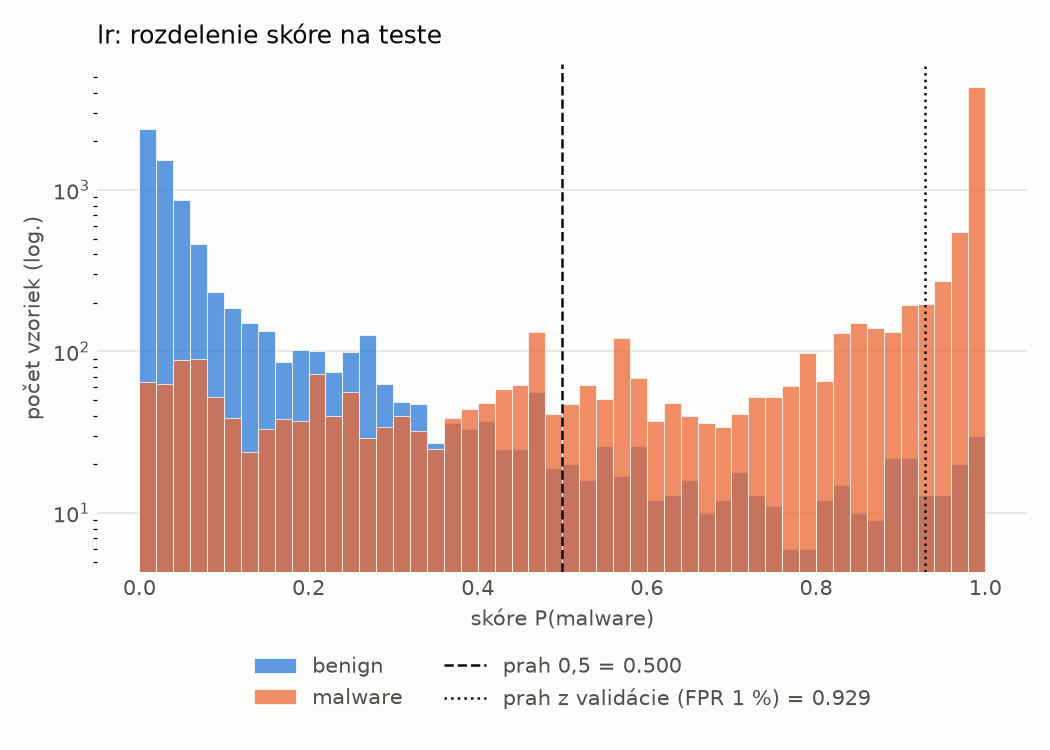 lr: rozdelenie skóre na teste
počet vzoriek (log.)
10³
10²
10¹
0.0 0.2 0.4 0.6 0.8 1.0
skóre P(malware)
benign
malware
prah 0,5 = 0.500
prah z validácie (FPR 1 %) = 0.929